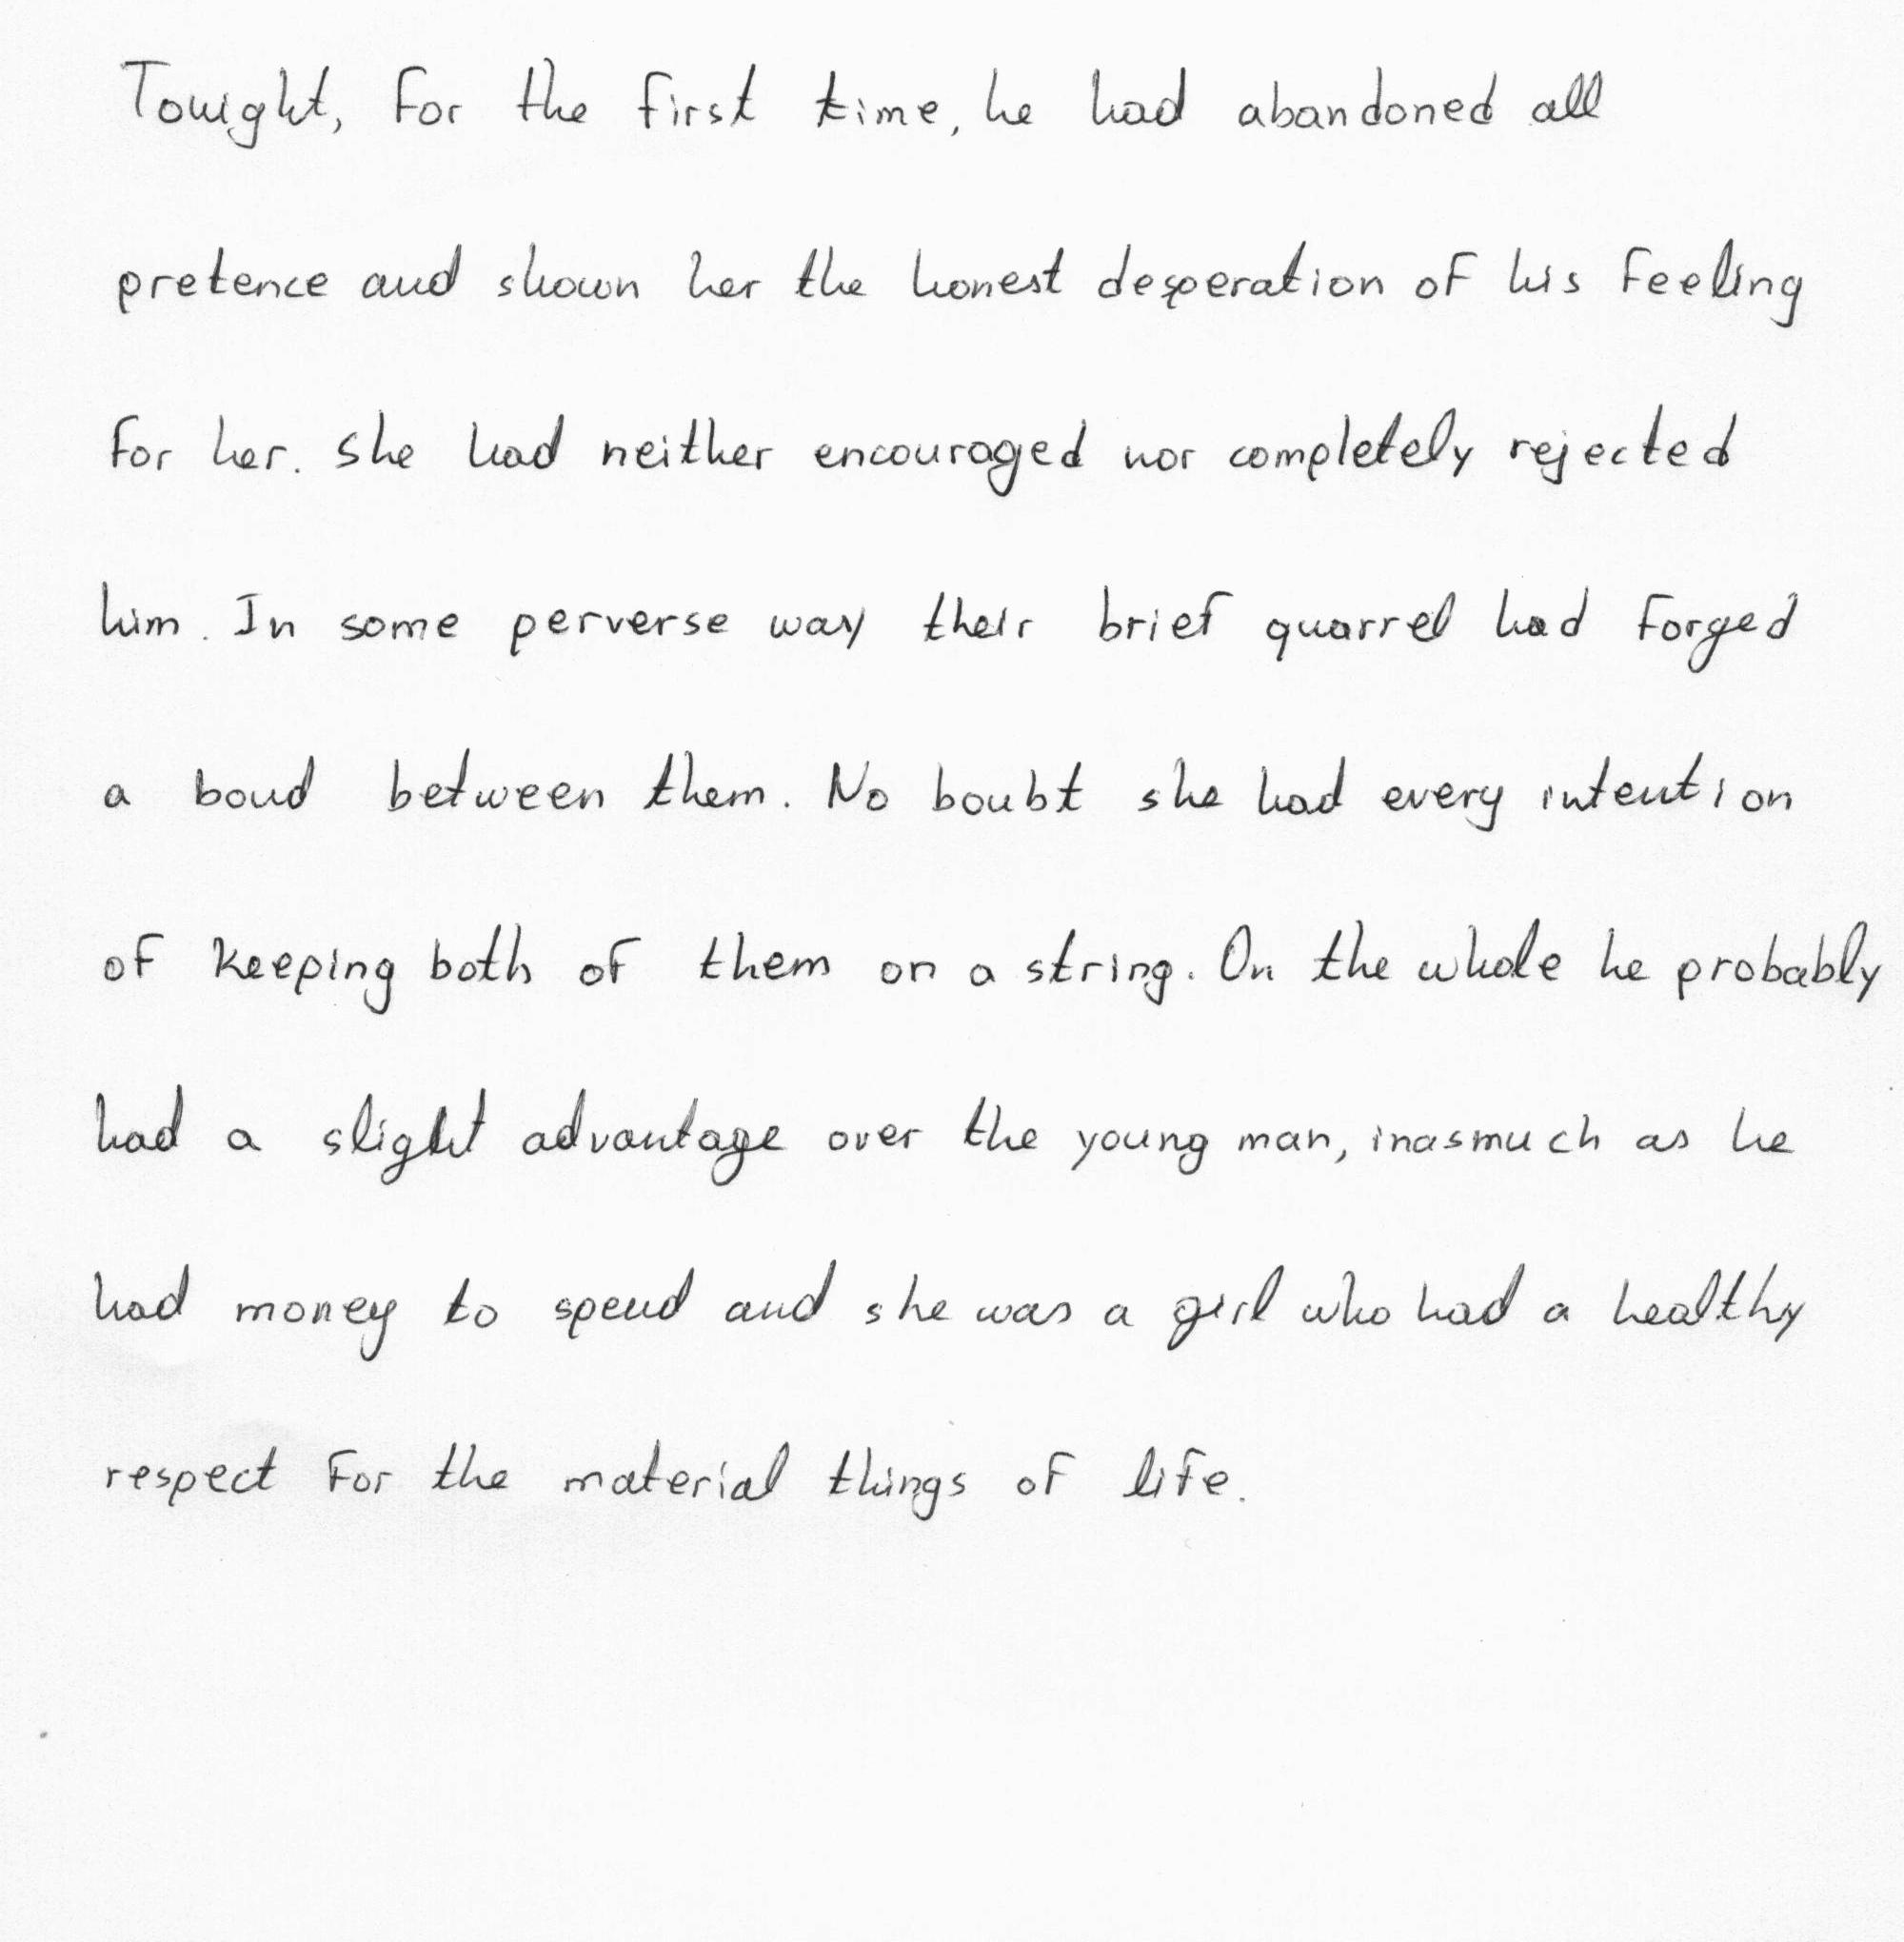 Tonight, for the first time, he had abandoned all
pretence and shown her the honest desperation of his feeling
for her. She had neither encouraged nor completely rejected
him. In some perverse way their brief quarrel had forged
a bond between them. No boubt she had every intention
of keeping both of them on a string. On the whole he probably
had a slight advantage over the young man, inasmuch as he
had money to spend and she was a girl who had a healthy
respect for the material things of life.